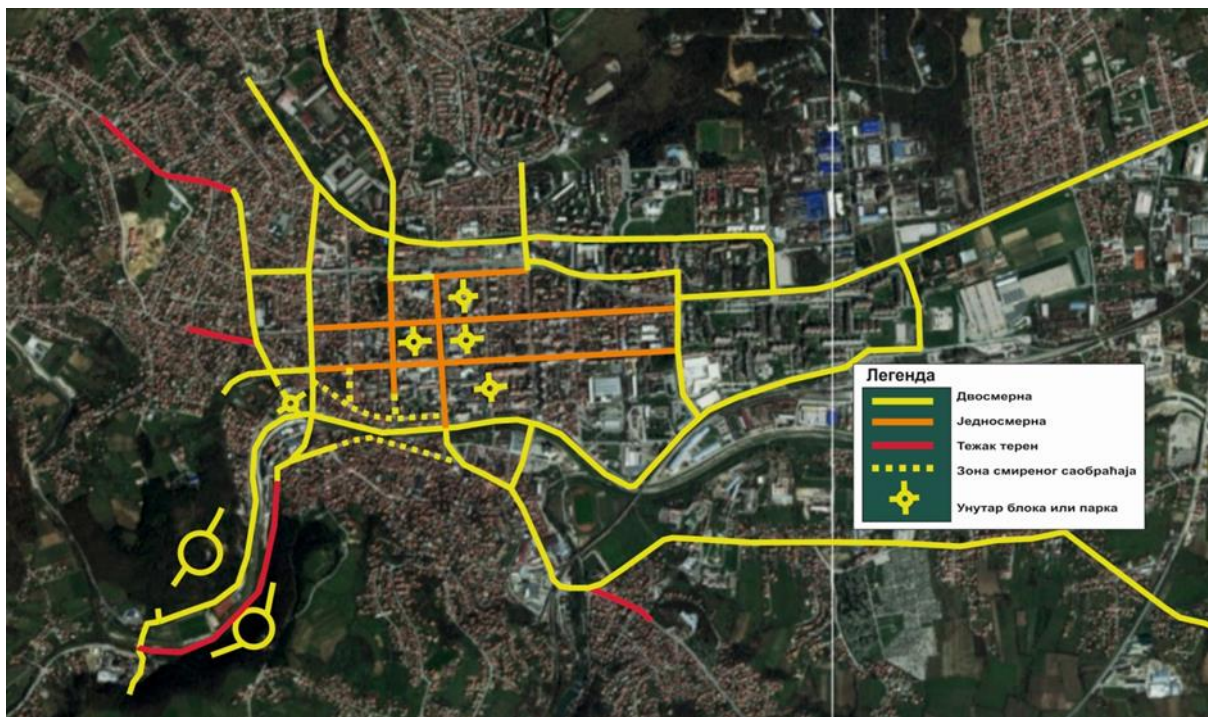 Легенда
Двосмерна
Једносмерна
Тежак терен
Зона смиреног саобраћаја
Унутар блока или парка